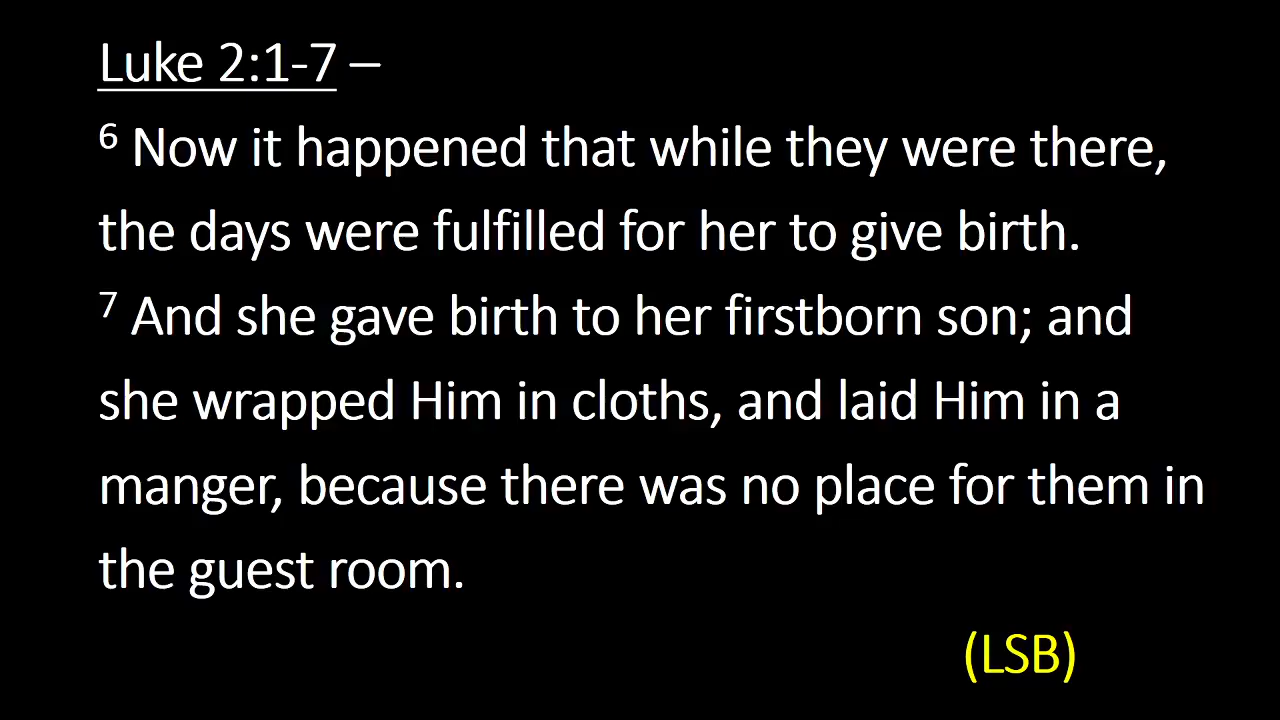 Luke 2:1-7 –
⁶ Now it happened that while they were there,
the days were fulfilled for her to give birth.
⁷ And she gave birth to her firstborn son; and
she wrapped Him in cloths, and laid Him in a
manger, because there was no place for them in
the guest room.
(LSB)